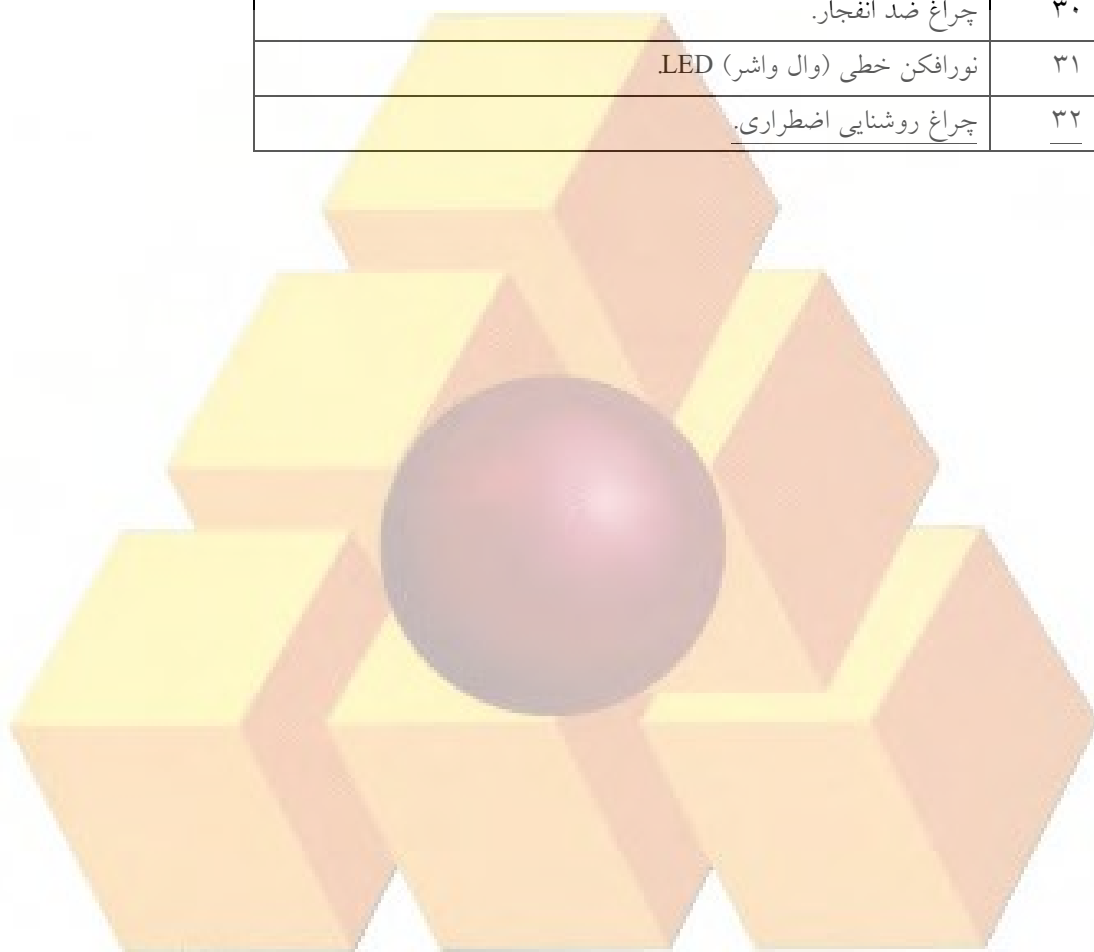 ۳۰ چراغ ضد انفجار.
۳۱ نورافکن خطی (وال واشر) LED.
۳۲ چراغ روشنایی اضطراری.